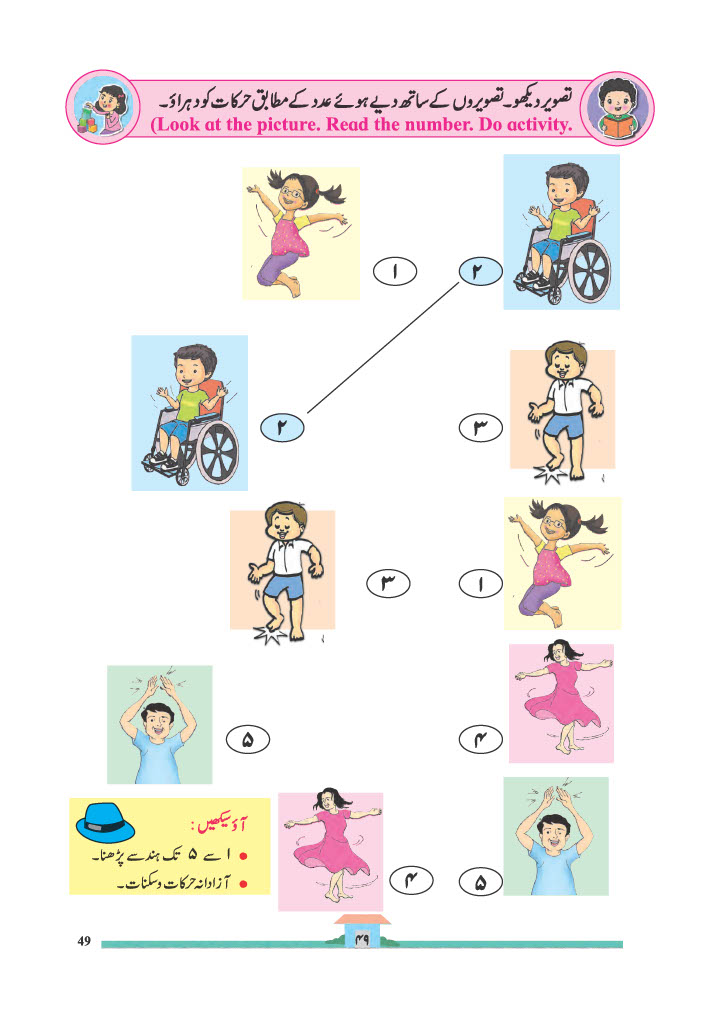 تصویر دیکھو۔ تصویروں کے ساتھ دیے ہوئے عدد کے مطابق حرکات کو دہراؤ۔
(Look at the picture. Read the number. Do activity.
۱
۲
۲
۳
۳
۱
۵
۴
۴
۵
آؤ سیکھیں :
• ۱ سے ۵ تک ہندسے پڑھنا۔
• آزادانہ حرکات و سکنات۔
49
۴۹